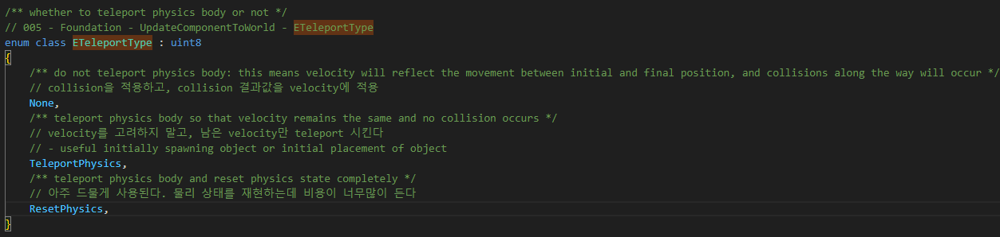 /** whether to teleport physics body or not */
// 005 - Foundation - UpdateComponentToWorld - ETeleportType
enum class ETeleportType : uint8
{
/** do not teleport physics body: this means velocity will reflect the movement between initial and final position, and collisions along the way will occur */
// collision을 적용하고, collision 결과값을 velocity에 적용
None,
/** teleport physics body so that velocity remains the same and no collision occurs */
// velocity를 고려하지 말고, 남은 velocity만 teleport 시킨다
// - useful initially spawning object or initial placement of object
TeleportPhysics,
/** teleport physics body and reset physics state completely */
// 아주 드물게 사용된다. 물리 상태를 재현하는데 비용이 너무많이 든다
ResetPhysics,
}